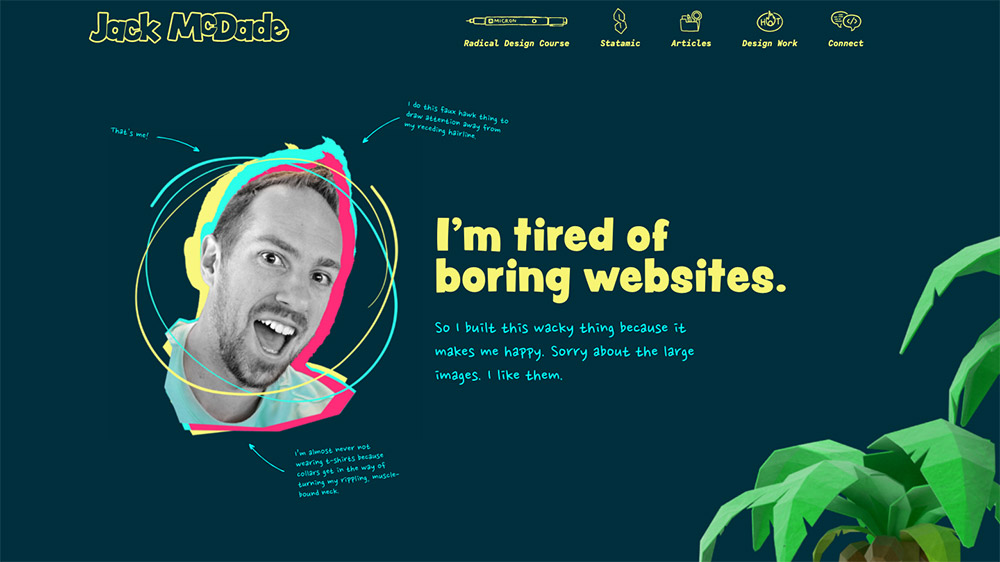 Jack McDade
MICRON
HOT
Radical Design Course
Statamic
Articles
Design Work
Connect
That's me!
I do this faux hawk thing to
draw attention away from
my receding hairline
I'm tired of
boring websites.
So I built this wacky thing because it
makes me happy. Sorry about the large
images. I like them.
I'm almost never not
wearing t-shirts because
collars get in the way of
turning my rippling, muscle-
bound neck.